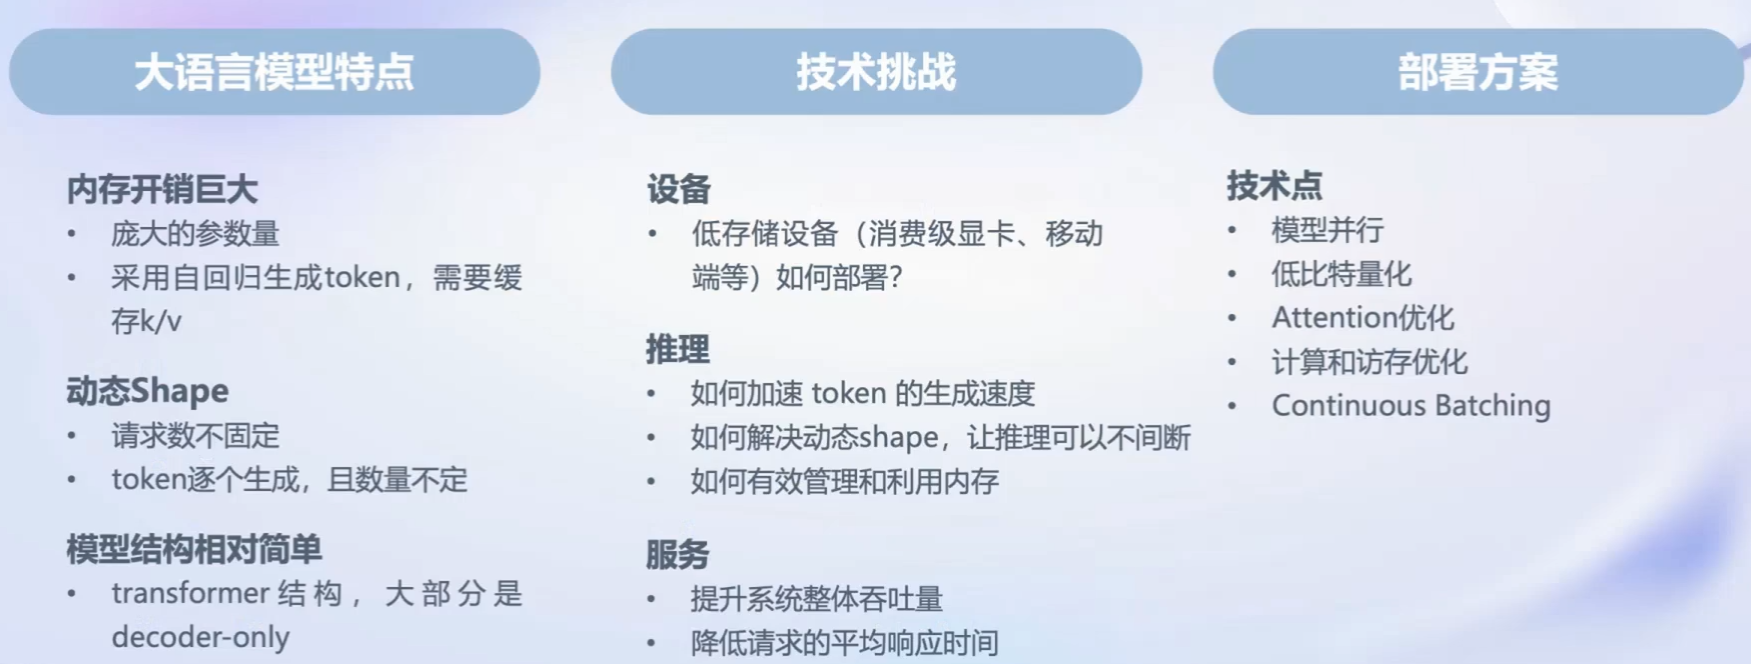 大语言模型特点
内存开销巨大
• 庞大的参数量
• 采用自回归生成token，需要缓
存k/v
动态Shape
• 请求数不固定
• token逐个生成，且数量不定
模型结构相对简单
• transformer结构，大部分是
decoder-only
技术挑战
设备
• 低存储设备（消费级显卡、移动
端等）如何部署？
推理
• 如何加速 token 的生成速度
• 如何解决动态shape，让推理可以不间断
• 如何有效管理和利用内存
服务
• 提升系统整体吞吐量
• 降低请求的平均响应时间
部署方案
技术点
• 模型并行
• 低比特量化
• Attention优化
• 计算和访存优化
• Continuous Batching